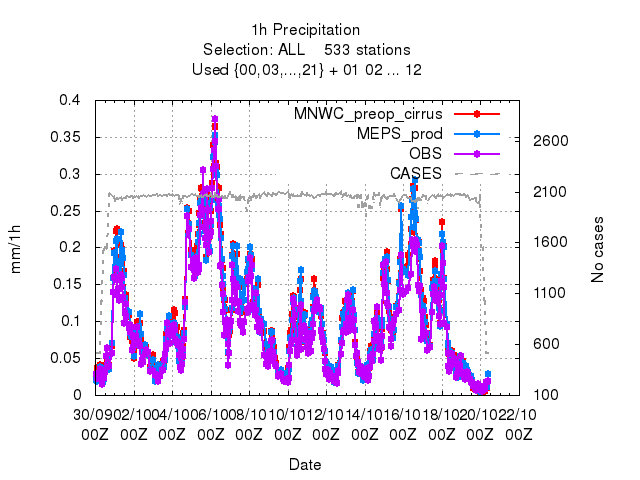 1h Precipitation
Selection: ALL    533 stations
Used {00,03,...,21} + 01 02 ... 12
MNWC_preop_cirrus
MEPS_prod
OBS
CASES
0.4
0.35
0.3
0.25
0.2
0.15
0.1
0.05
0
mm/1h
2600
2100
1600
1100
600
100
No cases
30/09 02/10 04/10 06/10 08/10 10/10 12/10 14/10 16/10 18/10 20/10 22/10
00Z 00Z 00Z 00Z 00Z 00Z 00Z 00Z 00Z 00Z 00Z 00Z
Date